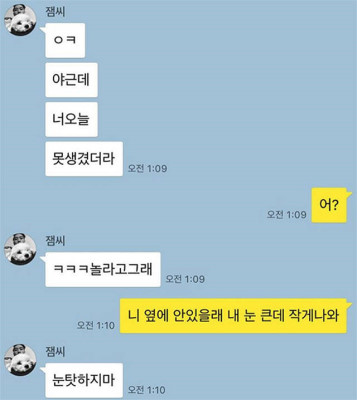 잼씨
ㅇㅋ
야근데
너오늘
못생겼더라
오전 1:09
어?
오전 1:09
잼씨
ㅋㅋㅋ놀라고그래
오전 1:09
니 옆에 안있을래 내 눈 큰데 작게나와
오전 1:10
잼씨
눈탓하지마
오전 1:10